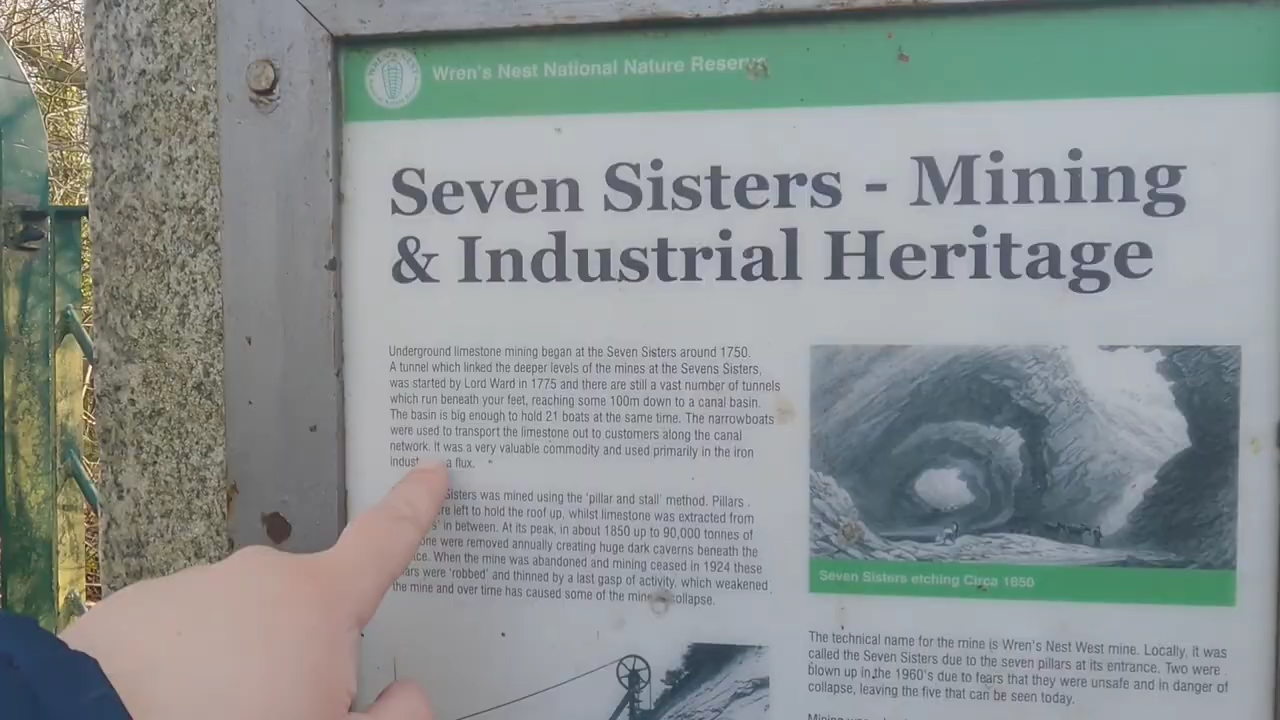 Wren's Nest National Nature Reserve
Seven Sisters - Mining
& Industrial Heritage
Underground limestone mining began at the Seven Sisters around 1750.
A tunnel which linked the deeper levels of the mines at the Sevens Sisters,
was started by Lord Ward in 1775 and there are still a vast number of tunnels
which run beneath your feet, reaching some 100m down to a canal basin.
The basin is big enough to hold 21 boats at the same time. The narrowboats
were used to transport the limestone out to customers along the canal
network. It was a very valuable commodity and used primarily in the iron
a flux.
Sisters was mined using the 'pillar and stall' method. Pillars
left to hold the roof up, whilst limestone was extracted from
in between. At its peak, in about 1850 up to 90,000 tonnes of
were removed annually creating huge dark caverns beneath the
When the mine was abandoned and mining ceased in 1924 these
were 'robbed' and thinned by a last gasp of activity, which weakened
the mine and over time has caused some of the mine collapse.
Seven Sisters etching Circa 1850
The technical name for the mine is Wren's Nest West mine. Locally, it was
called the Seven Sisters due to the seven pillars at its entrance. Two were
blown up in the 1960's due to fears that they were unsafe and in danger of
collapse, leaving the five that can be seen today.